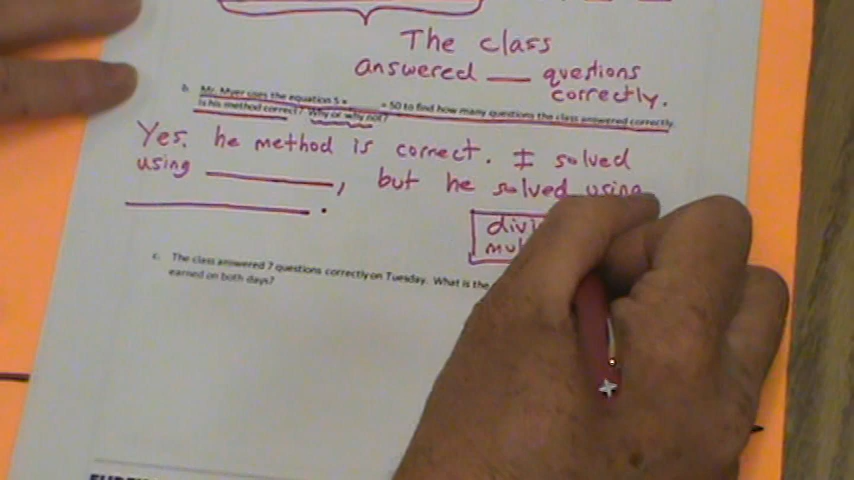 The class
answered ___ questions
correctly.
b. Mr. Myer uses the equation 5 × ____ = 50 to find how many questions the class answered correctly.
Is his method correct? Why or why not?
Yes, he method is correct. I solved
using ________, but he solved using
____________.
c. The class answered 7 questions correctly on Tuesday. What is the
earned on both days?